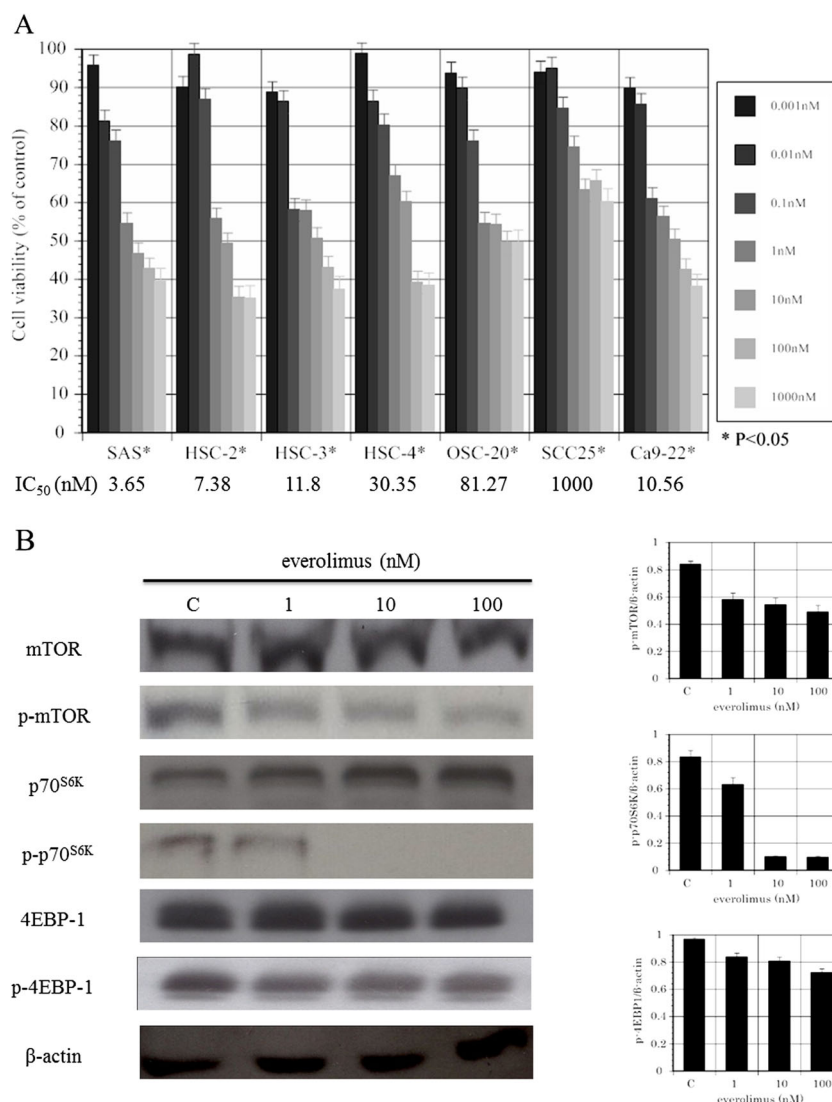 A
Cell viability (% of control)
100
90
80
70
60
50
40
30
20
10
0
SAS* HSC-2* HSC-3* HSC-4* OSC-20* SCC25* Ca9-22*
IC50 (nM) 3.65 7.38 11.8 30.35 81.27 1000 10.56
0.001nM
0.01nM
0.1nM
1nM
10nM
100nM
1000nM
* P<0.05
B
everolimus (nM)
C 1 10 100
mTOR
p-mTOR
p70S6K
p-p70S6K
4EBP-1
p-4EBP-1
β-actin
p-mTOR/ß-actin
1
0.8
0.6
0.4
0.2
0
C 1 10 100
everolimus (nM)
p-p70S6K/ß-actin
1
0.8
0.6
0.4
0.2
0
C 1 10 100
everolimus (nM)
p-4EBP1/ß-actin
1
0.8
0.6
0.4
0.2
0
C 1 10 100
everolimus (nM)